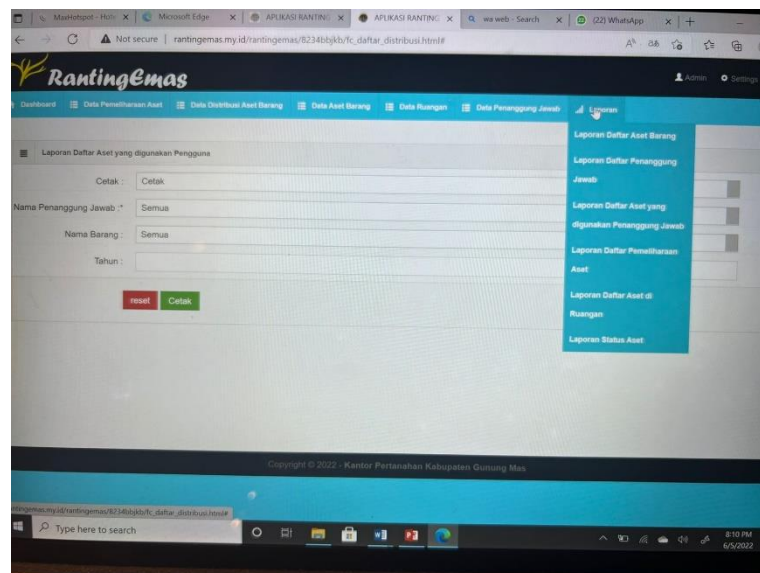 MaxHotspot - Hots
Microsoft Edge
APLIKASI RANTING
APLIKASI RANTING
wa web - Search
(22) WhatsApp
Not secure | rantingemas.my.id/rantingemas/8234bbjkb/fc_daftar_distribusi.html#
RantingEmas
Admin
Settings
Dashboard
Data Pemeliharaan Aset
Data Distribusi Aset Barang
Data Aset Barang
Data Ruangan
Data Penanggung Jawab
Laporan
Laporan Daftar Aset Barang
Laporan Daftar Penanggung
Jawab
Laporan Daftar Aset yang
digunakan Penanggung Jawab
Laporan Daftar Pemeliharaan
Aset
Laporan Daftar Aset di
Ruangan
Laporan Status Aset
Laporan Daftar Aset yang digunakan Pengguna
Cetak :
Cetak
Nama Penanggung Jawab :*
Semua
Nama Barang :
Semua
Tahun :
reset
Cetak
Copyright © 2022 - Kantor Pertanahan Kabupaten Gunung Mas
rantingemas.my.id/rantingemas/8234bbjkb/fc_daftar_distribusi.html#
Type here to search
8:10 PM
6/5/2022